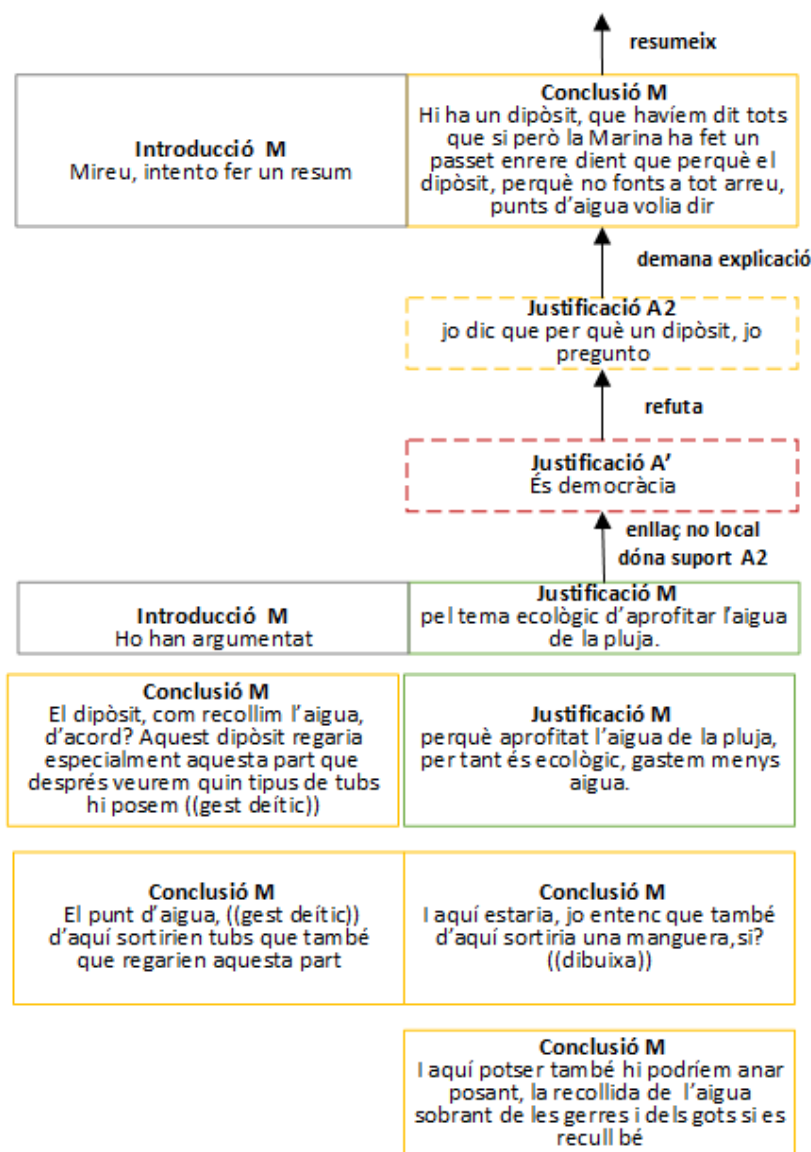 resumeix
Introducció M
Mireu, intento fer un resum
Conclusió M
Hi ha un dipòsit, que havíem dit tots
que si però la Marina ha fet un
passet enrere dient que perquè el
dipòsit, perquè no fonts a tot arreu,
punts d'aigua volia dir
demana explicació
Justificació A2
jo dic que per què un dipòsit, jo
pregunto
refuta
Justificació A'
És democràcia
enllaç no local
dóna suport A2
Introducció M
Ho han argumentat
Justificació M
pel tema ecològic d'aprofitar l'aigua
de la pluja.
Conclusió M
El dipòsit, com recollim l'aigua,
d'acord? Aquest dipòsit regaria
especialment aquesta part que
després veurem quin tipus de tubs
hi posem ((gest deític))
Justificació M
perquè aprofitat l'aigua de la pluja,
per tant és ecològic, gastem menys
aigua.
Conclusió M
El punt d'aigua, ((gest deític))
d'aquí sortirien tubs que també
que regarien aquesta part
Conclusió M
I aquí estaria, jo entenc que també
d'aquí sortiria una manguera,si?
((dibuixa))
Conclusió M
I aquí potser també hi podríem anar
posant, la recollida de l'aigua
sobrant de les gerres i dels gots si es
recull bé